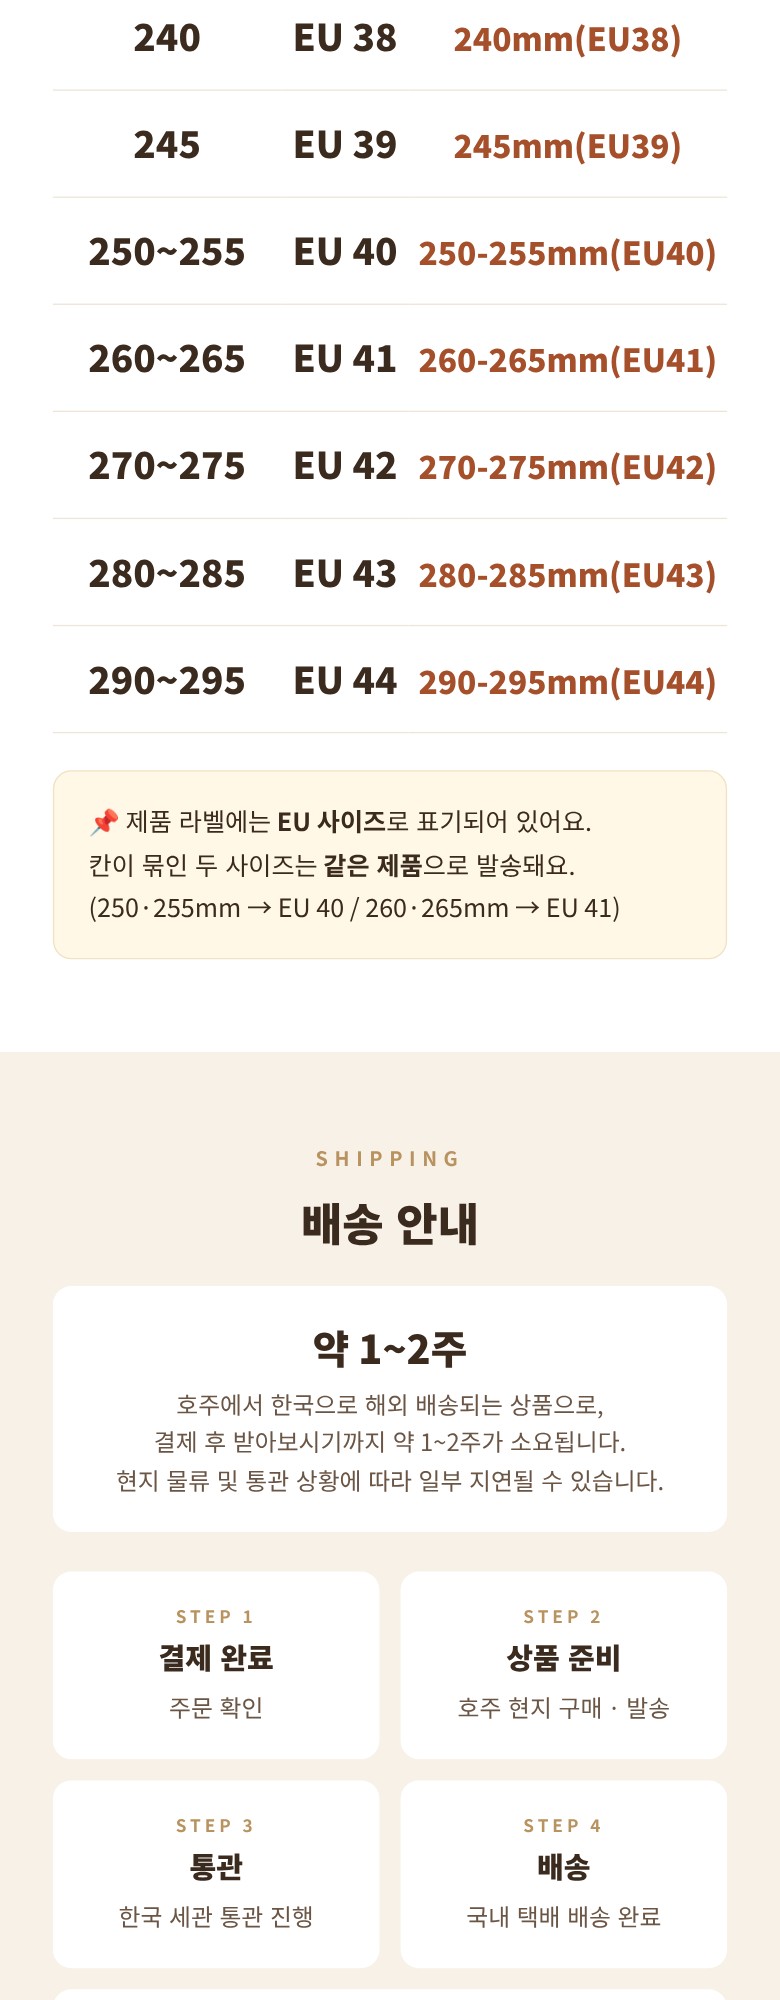 240 EU 38 240mm(EU38)
245 EU 39 245mm(EU39)
250~255 EU 40 250-255mm(EU40)
260~265 EU 41 260-265mm(EU41)
270~275 EU 42 270-275mm(EU42)
280~285 EU 43 280-285mm(EU43)
290~295 EU 44 290-295mm(EU44)
📌 제품 라벨에는 EU 사이즈로 표기되어 있어요.
칸이 묶인 두 사이즈는 같은 제품으로 발송돼요.
(250·255mm → EU 40 / 260·265mm → EU 41)
SHIPPING
배송 안내
약 1~2주
호주에서 한국으로 해외 배송되는 상품으로,
결제 후 받아보시기까지 약 1~2주가 소요됩니다.
현지 물류 및 통관 상황에 따라 일부 지연될 수 있습니다.
STEP 1
결제 완료
주문 확인
STEP 2
상품 준비
호주 현지 구매 · 발송
STEP 3
통관
한국 세관 통관 진행
STEP 4
배송
국내 택배 배송 완료